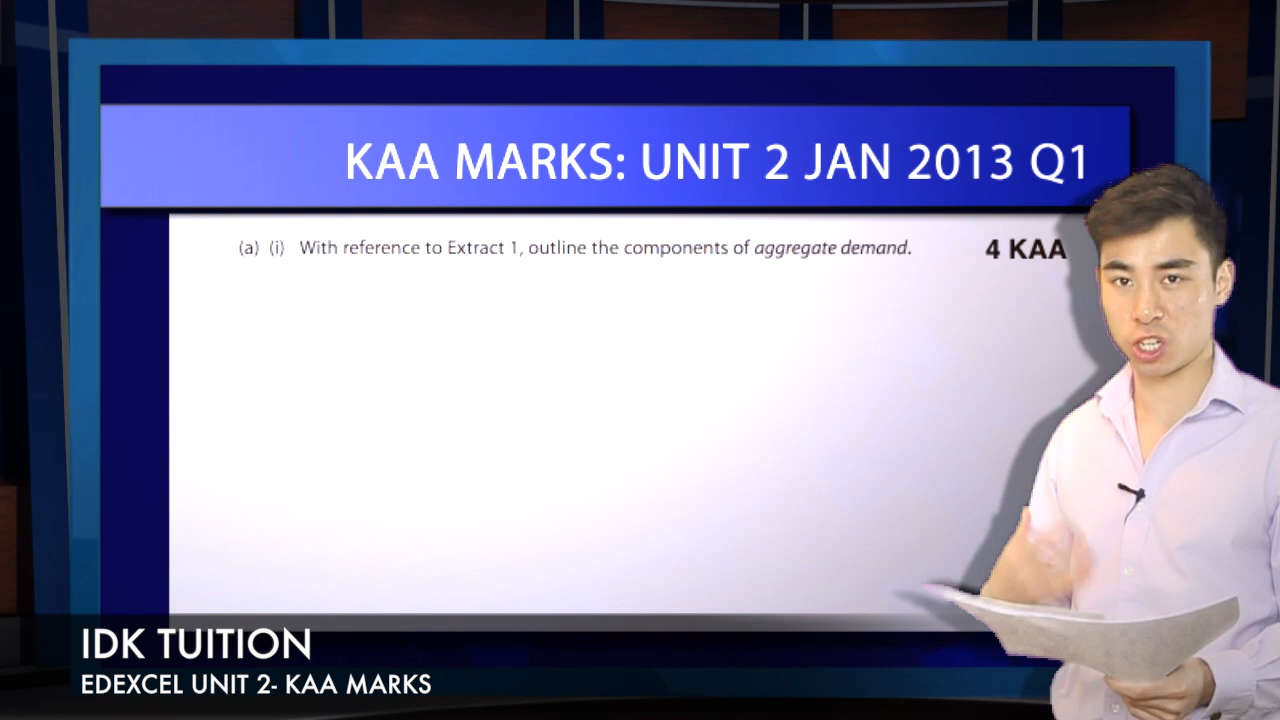 KAA MARKS: UNIT 2 JAN 2013 Q1
(a) (i) With reference to Extract 1, outline the components of aggregate demand. 4 KAA
IDK TUITION
EDEXCEL UNIT 2- KAA MARKS